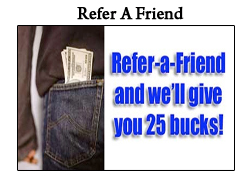 Refer A Friend
Refer-a-Friend
and we'll give
you 25 bucks!